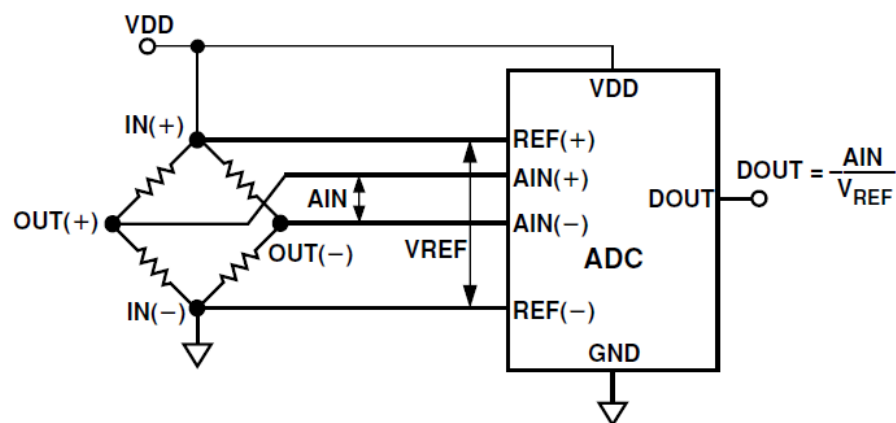 VDD
VDD
IN(+)
REF(+)
AIN(+)
AIN
DOUT
DOUT = AIN / VREF
OUT(+)
OUT(−)
AIN(−)
VREF
ADC
IN(−)
REF(−)
GND